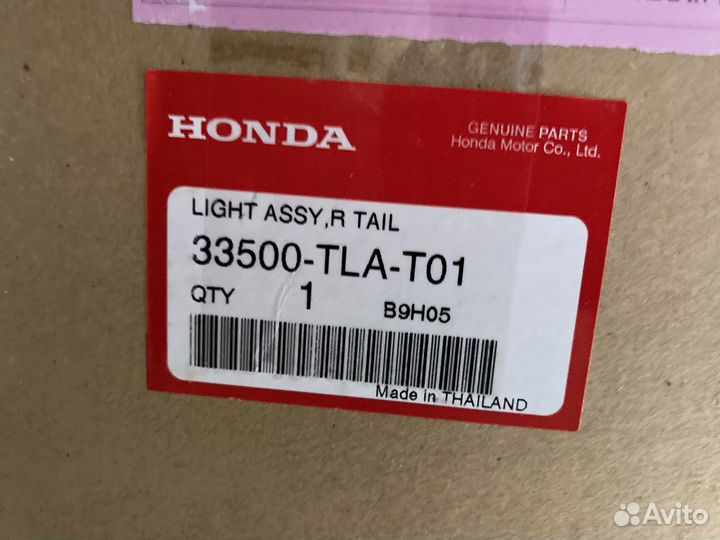 HONDA
GENUINE PARTS
Honda Motor Co., Ltd.
LIGHT ASSY,R TAIL
33500-TLA-T01
QTY 1 B9H05
Made in THAILAND
Avito